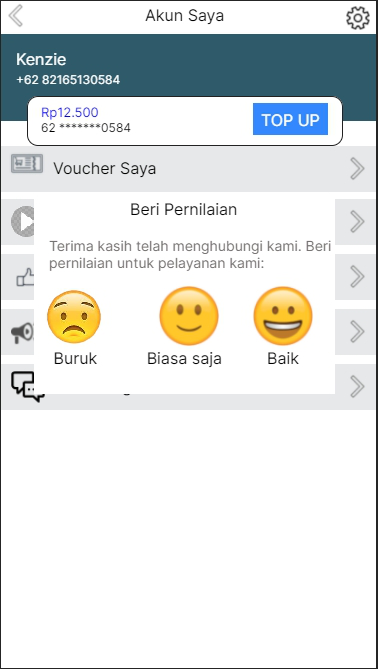 Akun Saya
Kenzie
+62 82165130584
Rp12.500
62 *******0584
TOP UP
Voucher Saya
Beri Pernilaian
Terima kasih telah menghubungi kami. Beri
pernilaian untuk pelayanan kami:
Buruk
Biasa saja
Baik